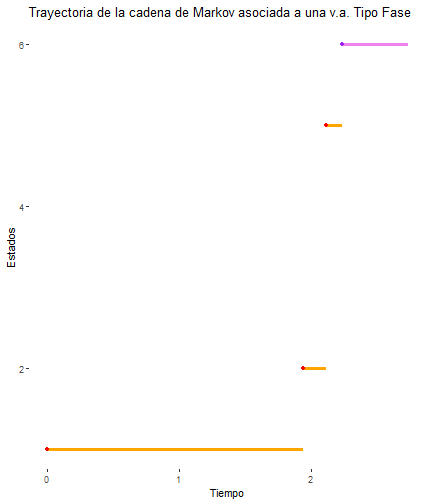 Trayectoria de la cadena de Markov asociada a una v.a. Tipo Fase
6
4
2
Estados
0 1 2
Tiempo